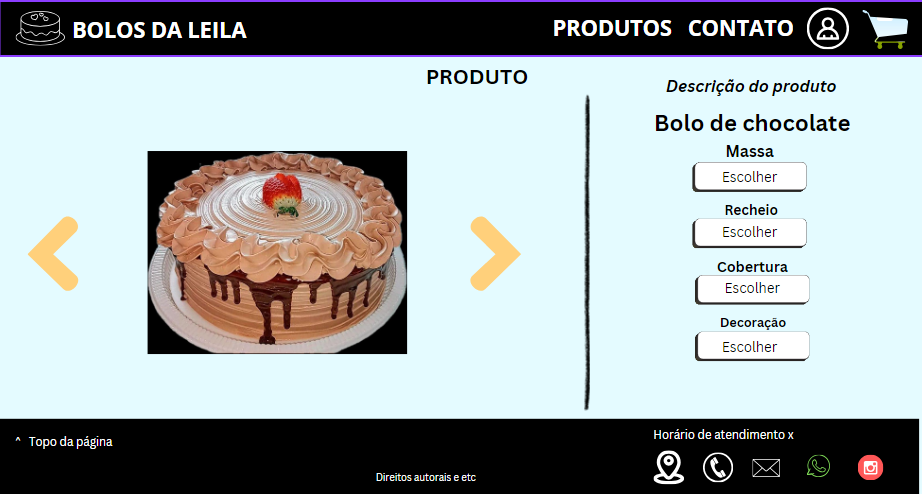 BOLOS DA LEILA
PRODUTOS CONTATO
PRODUTO
Descrição do produto
Bolo de chocolate
Massa
Escolher
Recheio
Escolher
Cobertura
Escolher
Decoração
Escolher
^ Topo da página
Horário de atendimento x
Direitos autorais e etc